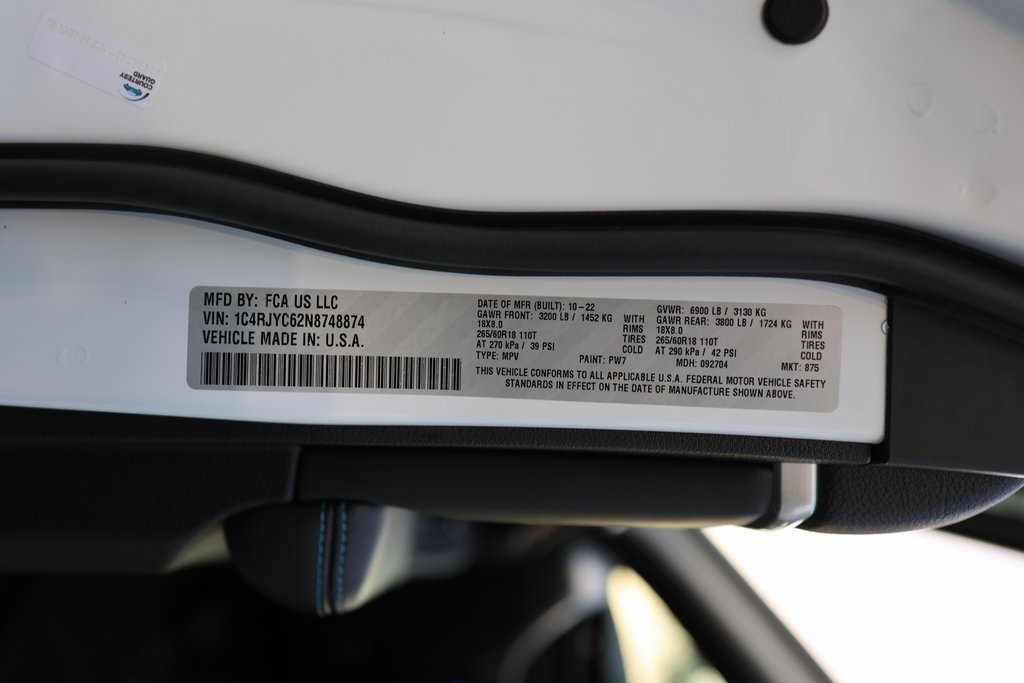 COURTESY
GUARD
MFD BY: FCA US LLC
VIN: 1C4RJYC62N8748874
VEHICLE MADE IN: U.S.A.
DATE OF MFR (BUILT): 10-22
GAWR FRONT: 3200 LB / 1452 KG WITH
18X8.0 RIMS
265/60R18 110T TIRES
AT 270 kPa / 39 PSI COLD
TYPE: MPV PAINT: PW7
GVWR: 6900 LB / 3130 KG
GAWR REAR: 3800 LB / 1724 KG WITH
18X8.0 RIMS
265/60R18 110T TIRES
AT 290 kPa / 42 PSI COLD
MDH: 092704 MKT: 875
THIS VEHICLE CONFORMS TO ALL APPLICABLE U.S.A. FEDERAL MOTOR VEHICLE SAFETY
STANDARDS IN EFFECT ON THE DATE OF MANUFACTURE SHOWN ABOVE.